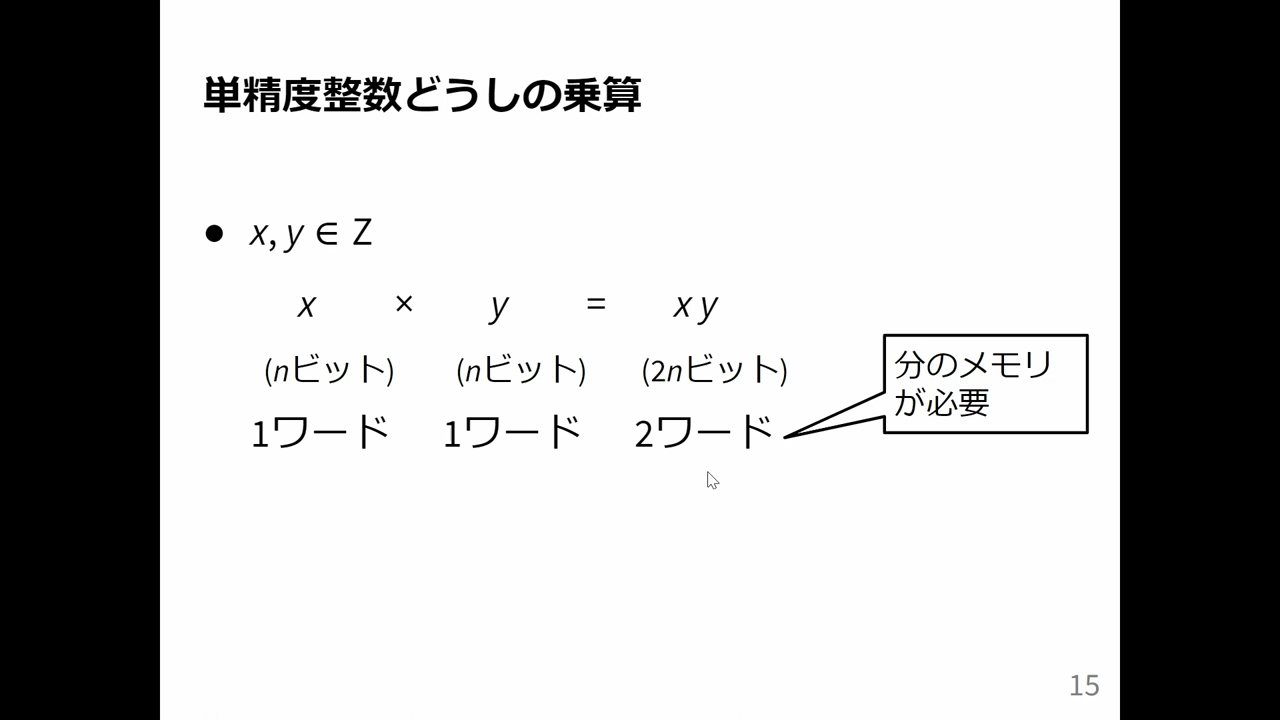 単精度整数どうしの乗算
● x, y ∈ Z
x × y = x y
(nビット) (nビット) (2nビット)
1ワード 1ワード 2ワード
分のメモリ
が必要
15